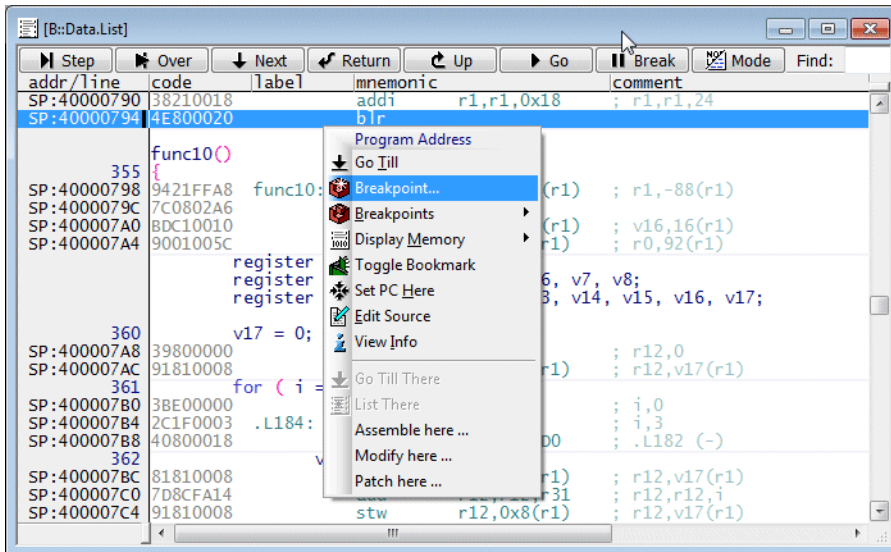 [B::Data.List]
Step Over Next Return Up Go Break Mode Find:
addr/line code label mnemonic comment
SP:40000790 38210018 addi r1,r1,0x18 ; r1,r1,24
SP:40000794 4E800020 blr
Program Address
func10()
Go Till
355 {
SP:40000798 9421FFA8 func10: (r1) ; r1,-88(r1)
Breakpoint...
SP:4000079C 7C0802A6
Breakpoints
SP:400007A0 BDC10010 (r1) ; v16,16(r1)
SP:400007A4 9001005C r1) ; r0,92(r1)
Display Memory
register
Toggle Bookmark
register 6, v7, v8;
register 3, v14, v15, v16, v17;
Set PC Here
Edit Source
360 v17 = 0;
View Info
SP:400007A8 39800000 ; r12,0
SP:400007AC 91810008 r1) ; r12,v17(r1)
Go Till There
361 for ( i =
SP:400007B0 3BE00000 ; i,0
List There
SP:400007B4 2C1F0003 .L184: ; i,3
Assemble here ...
SP:400007B8 40800018 D0 ; .L182 (-)
Modify here ...
362 v
SP:400007BC 81810008 r1) ; r12,v17(r1)
Patch here ...
SP:400007C0 7D8CFA14 r31 ; r12,r12,i
SP:400007C4 91810008 stw r12,0x8(r1) ; r12,v17(r1)